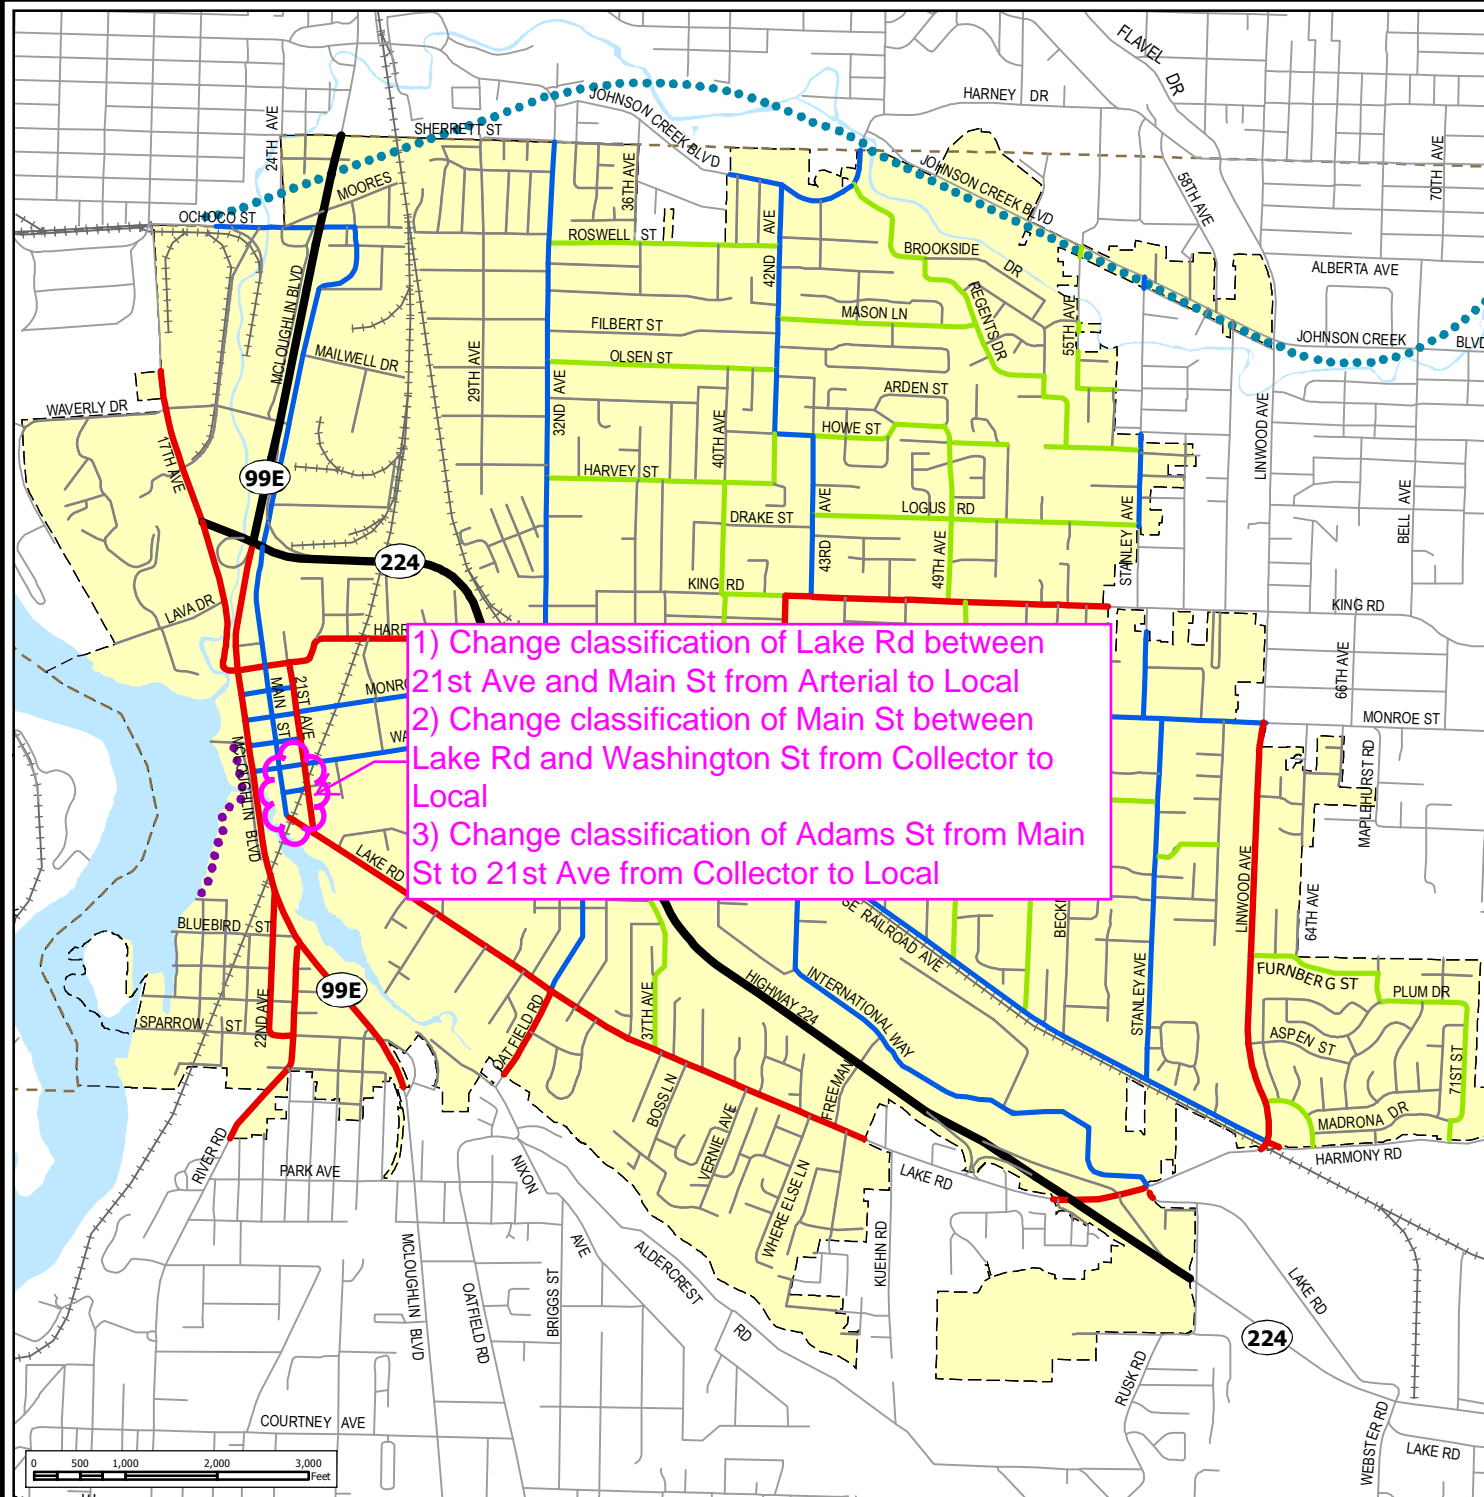 FLAVEL DR
HARNEY DR
JOHNSON CREEK BLVD
SHERRETT ST
24TH AVE
36TH AVE
70TH AVE
58TH AVE
JOHNSON CREEK BLVD
MOORES
OCHOCO ST
ROSWELL ST
42ND AVE
BROOKSIDE DR
ALBERTA AVE
MCLOUGHLIN BLVD
REGENTS DR
55TH AVE
MASON LN
FILBERT ST
JOHNSON CREEK BLVD
OLSEN ST
MAILWELL DR
29TH AVE
32ND AVE
ARDEN ST
WAVERLY DR
17TH AVE
40TH AVE
HOWE ST
LINWOOD AVE
99E
HARVEY ST
43RD AVE
LOGUS RD
DRAKE ST
STANLEY AVE
BELL AVE
224
49TH AVE
KING RD
LAVA DR
KING RD
HARR
66TH AVE
MAIN ST
21ST AVE
MONRO
MONROE ST
WA
MCLOUGHLIN BLVD
MAPLEHURST RD
1) Change classification of Lake Rd between
21st Ave and Main St from Arterial to Local
2) Change classification of Main St between
Lake Rd and Washington St from Collector to
Local
3) Change classification of Adams St from Main
St to 21st Ave from Collector to Local
LAKE RD
LINWOOD AVE
64TH AVE
BLUEBIRD ST
SE RAILROAD AVE
BECK
99E
HIGHWAY 224
INTERNATIONAL WAY
FURNBERG ST
PLUM DR
22ND AVE
SPARROW ST
OATFIELD RD
37TH AVE
STANLEY AVE
ASPEN ST
71ST ST
BOSS LN
FREEMAN
VERNIE AVE
MADRONA DR
RIVER RD
PARK AVE
NIXON AVE
WHERE ELSE LN
LAKE RD
HARMONY RD
KUEHN RD
MCLOUGHLIN BLVD
OATFIELD RD
BRIGGS ST
ALDERCREST RD
LAKE RD
224
RUSK RD
COURTNEY AVE
WEBSTER RD
LAKE RD
0 500 1,000 2,000 3,000
Feet